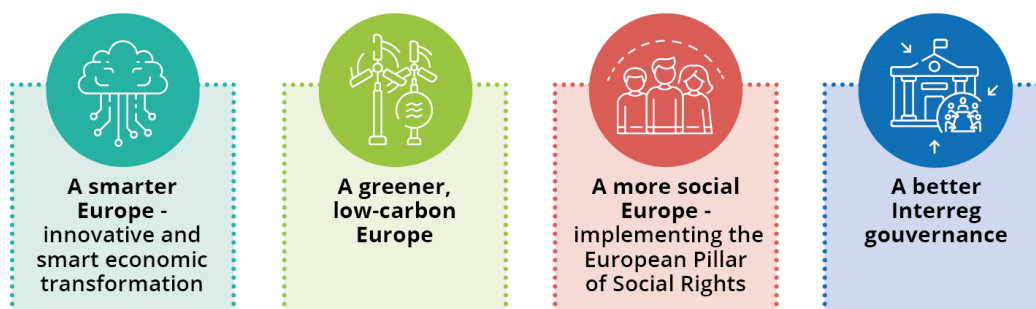 A smarter
Europe -
innovative and
smart economic
transformation
A greener,
low-carbon
Europe
A more social
Europe -
implementing the
European Pillar
of Social Rights
A better
Interreg
gouvernance